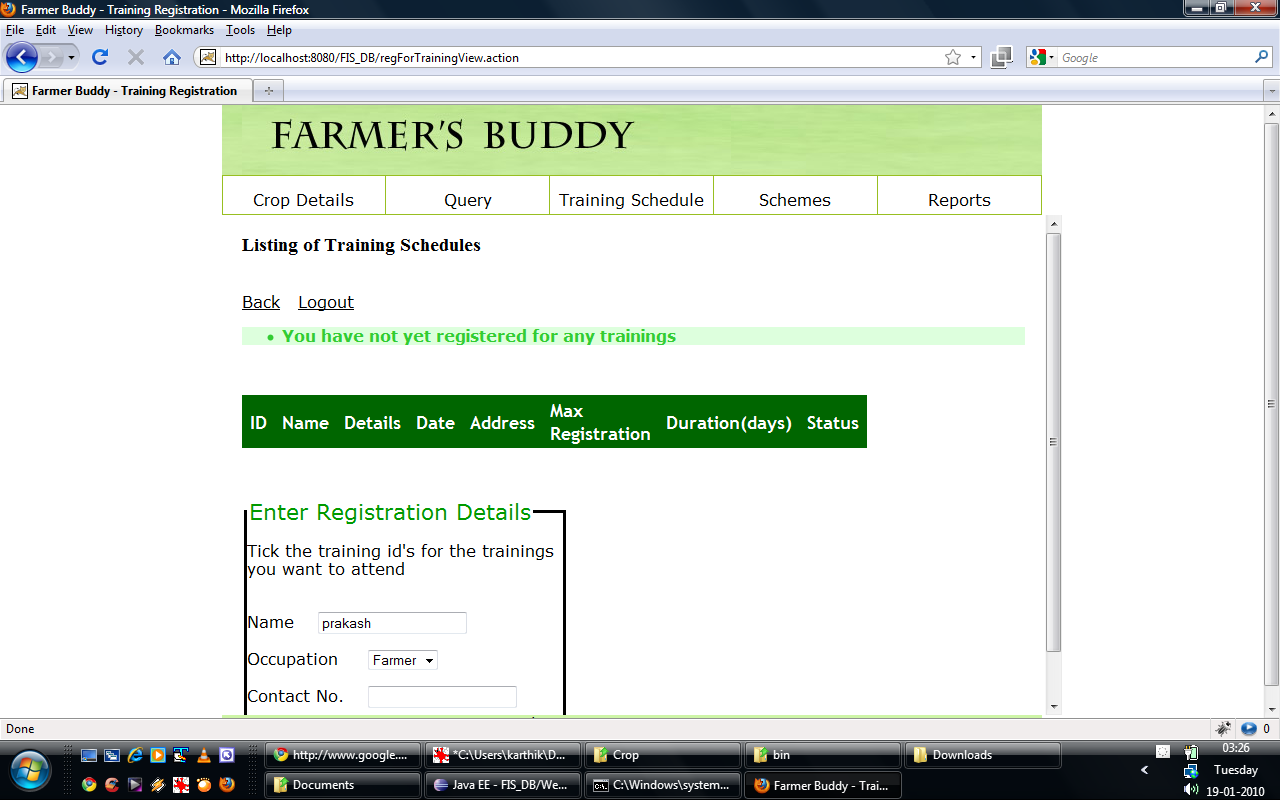 Farmer Buddy - Training Registration - Mozilla Firefox
File Edit View History Bookmarks Tools Help
http://localhost:8080/FIS_DB/regForTrainingView.action
Google
Farmer Buddy - Training Registration
FARMER'S BUDDY
Crop Details Query Training Schedule Schemes Reports
Listing of Training Schedules
Back Logout
• You have not yet registered for any trainings
ID Name Details Date Address Max Registration Duration(days) Status
Enter Registration Details
Tick the training id's for the trainings
you want to attend
Name prakash
Occupation Farmer
Contact No.
Done 0
http://www.google.... *C:\Users\karthik\D... Crop bin Downloads 03:26
Tuesday
Documents Java EE - FIS_DB/We... C:\Windows\system... Farmer Buddy - Trai... 19-01-2010